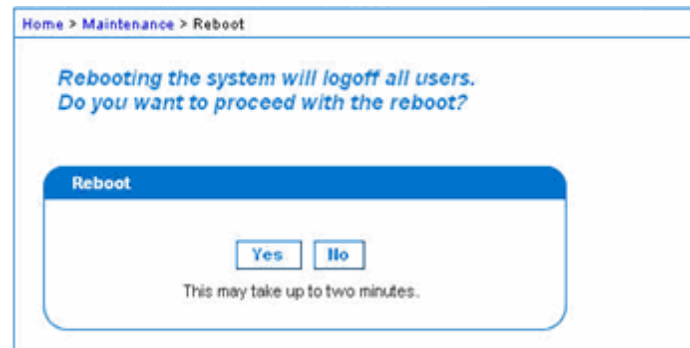 Home > Maintenance > Reboot
Rebooting the system will logoff all users.
Do you want to proceed with the reboot?
Reboot
Yes No
This may take up to two minutes.